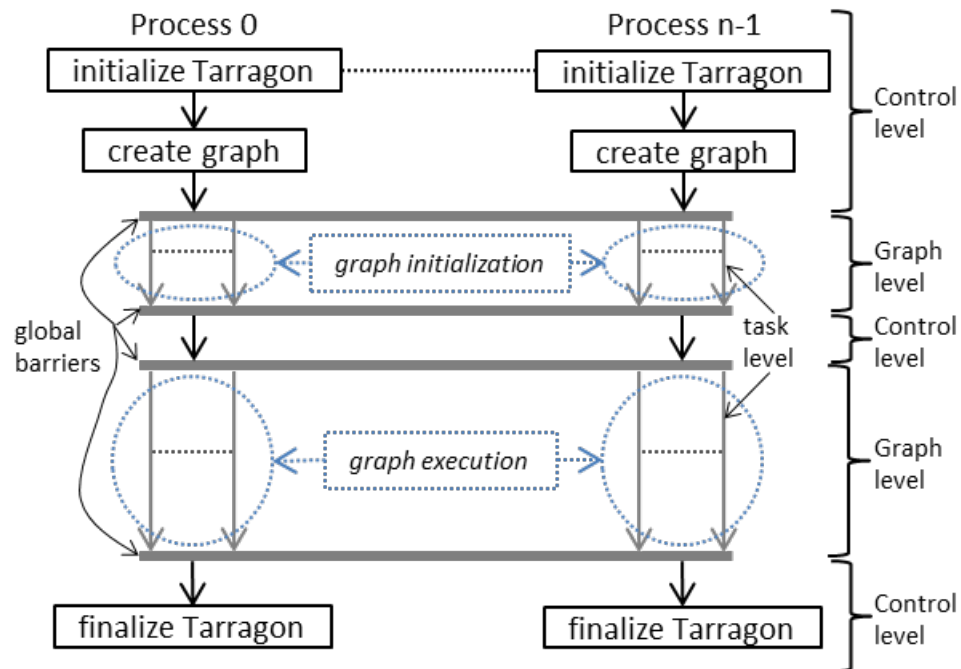 Process 0
Process n-1
initialize Tarragon
initialize Tarragon
Control
level
create graph
create graph
graph initialization
Graph
level
global
barriers
task
level
Control
level
graph execution
Graph
level
finalize Tarragon
finalize Tarragon
Control
level